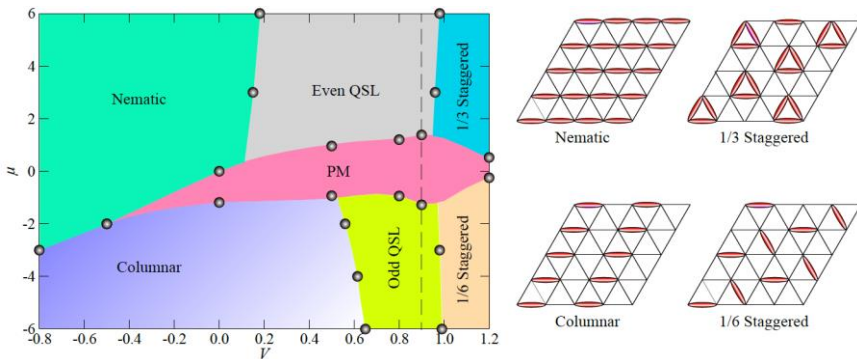 6
4
2
0
-2
-4
-6
μ
Nematic
Even QSL
1/3 Staggered
PM
Columnar
Odd QSL
1/6 Staggered
-0.8 -0.6 -0.4 -0.2 0.0 0.2 0.4 0.6 0.8 1.0 1.2
V
Nematic 1/3 Staggered
Columnar 1/6 Staggered